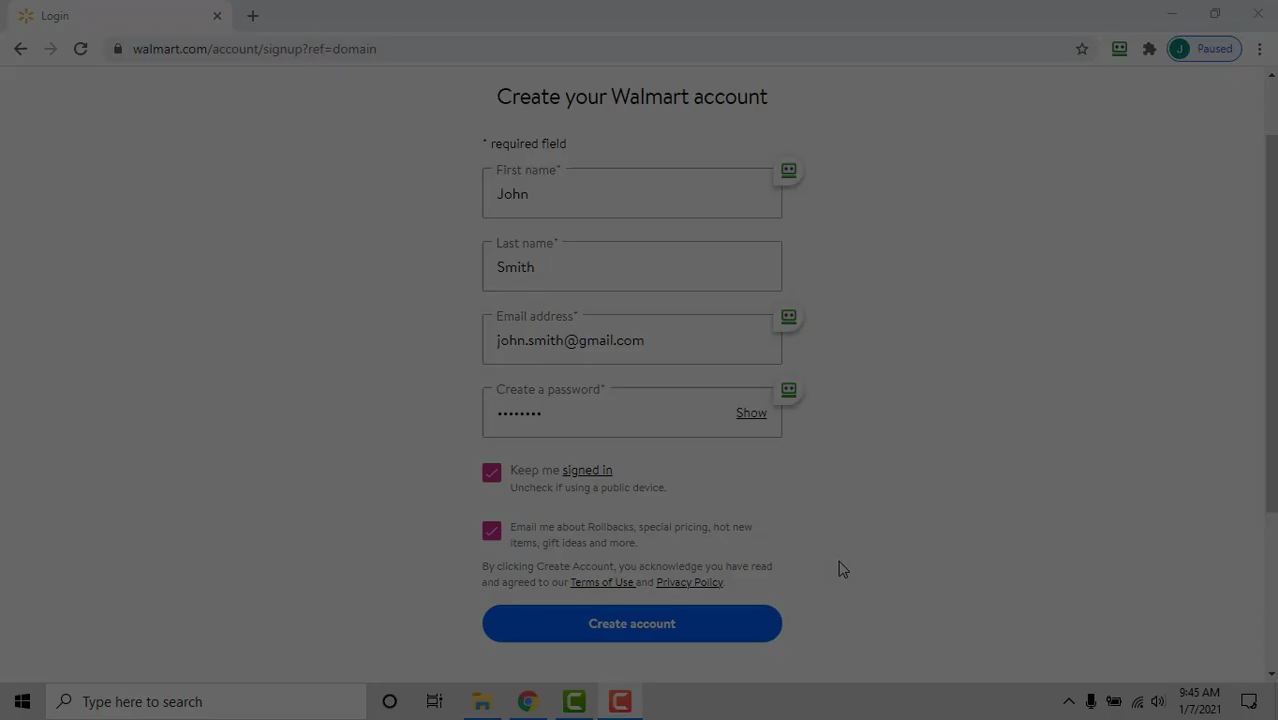 Login
walmart.com/account/signup?ref=domain
J Paused
Create your Walmart account
* required field
First name*
John
Last name*
Smith
Email address*
john.smith@gmail.com
Create a password*
•••••••• Show
Keep me signed in
Uncheck if using a public device.
Email me about Rollbacks, special pricing, hot new
items, gift ideas and more.
By clicking Create Account, you acknowledge you have read
and agreed to our Terms of Use and Privacy Policy.
Create account
Type here to search
9:45 AM
1/7/2021